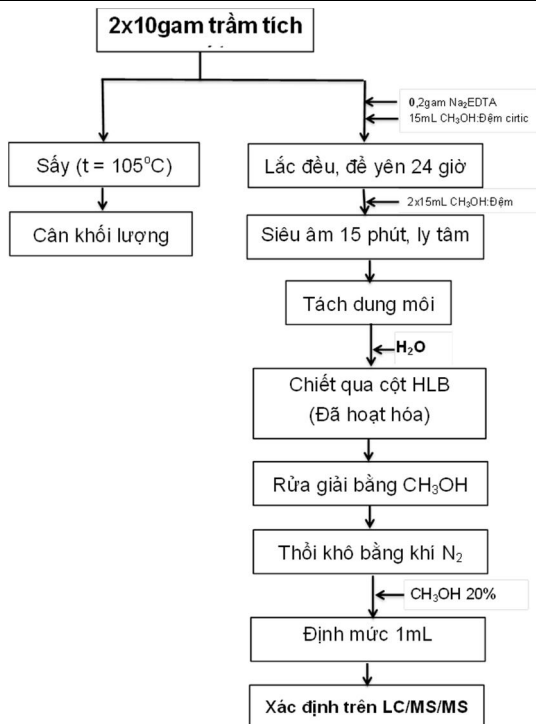 2x10gam trầm tích
0,2gam Na₂EDTA
15mL CH₃OH:Đệm cirtic
Sấy (t = 105⁰C)
Lắc đều, để yên 24 giờ
2x15mL CH₃OH:Đệm
Cân khối lượng
Siêu âm 15 phút, ly tâm
Tách dung môi
H₂O
Chiết qua cột HLB
(Đã hoạt hóa)
Rửa giải bằng CH₃OH
Thổi khô bằng khí N₂
CH₃OH 20%
Định mức 1mL
Xác định trên LC/MS/MS